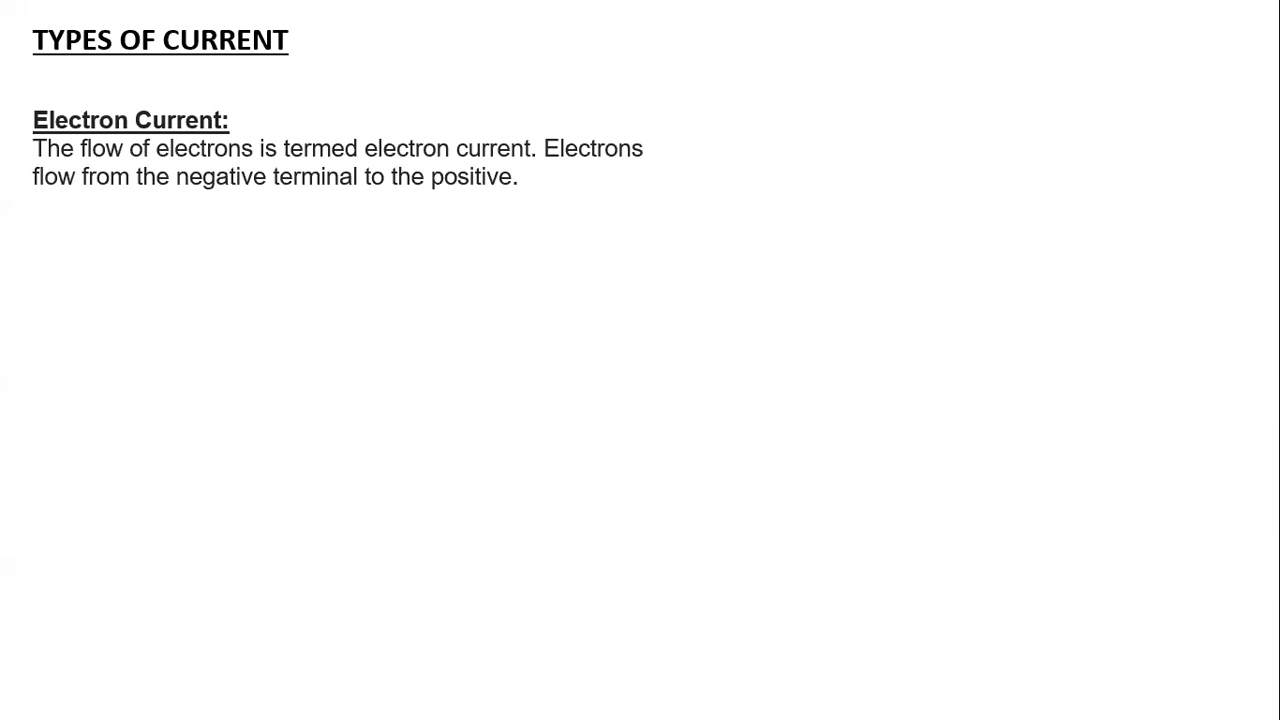 TYPES OF CURRENT
Electron Current:
The flow of electrons is termed electron current. Electrons
flow from the negative terminal to the positive.